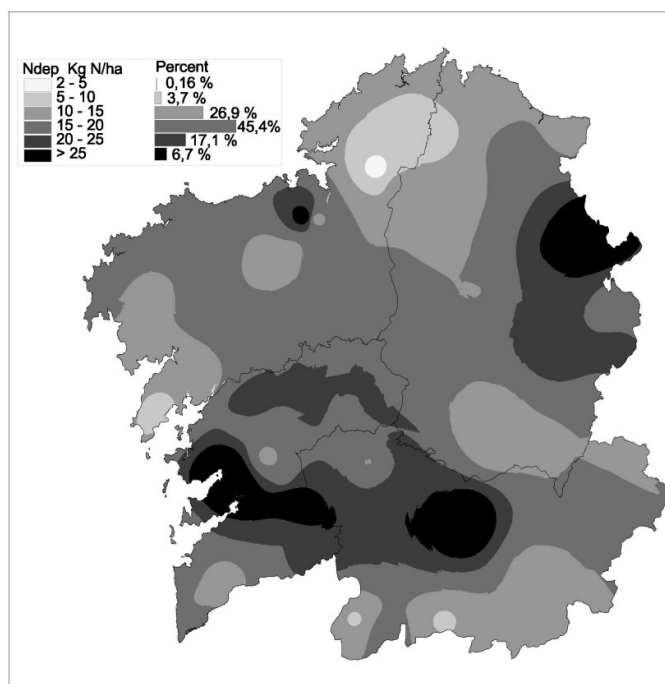 Ndep Kg N/ha Percent
2 - 5 0,16 %
5 - 10 3,7 %
10 - 15 26,9 %
15 - 20 45,4%
20 - 25 17,1 %
> 25 6,7 %